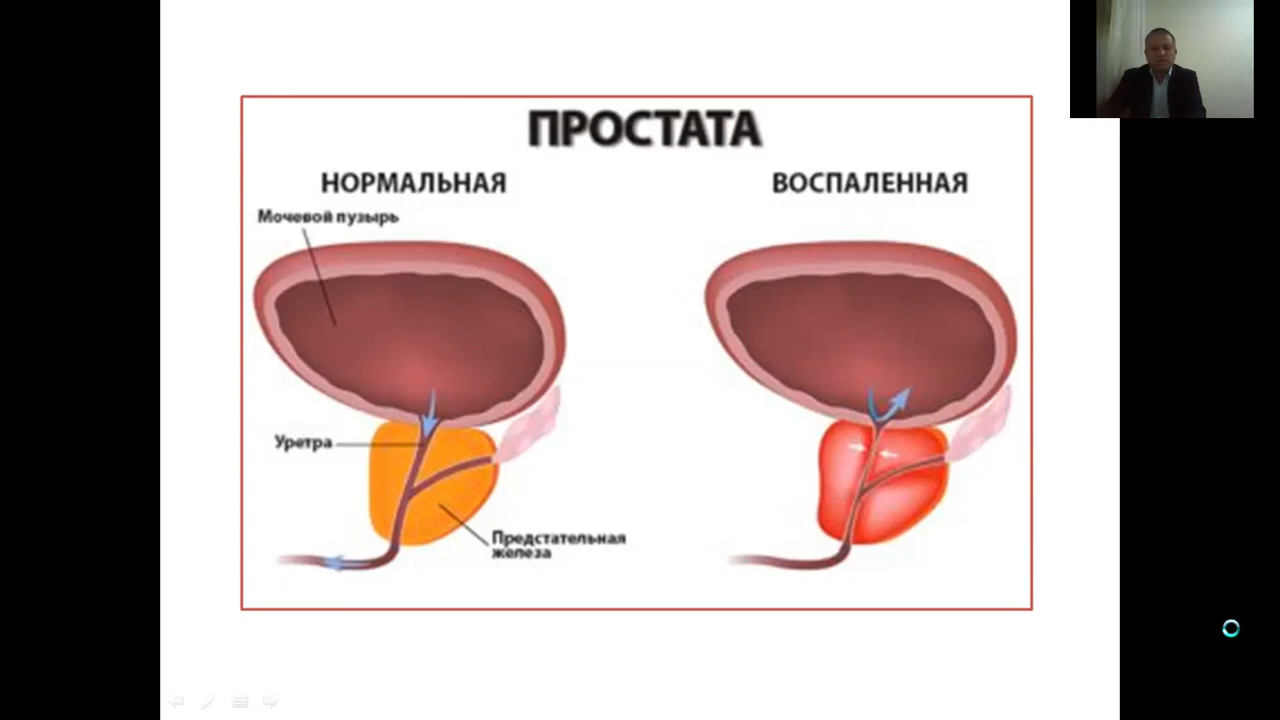 ПРОСТАТА
НОРМАЛЬНАЯ
ВОСПАЛЕННАЯ
Мочевой пузырь
Уретра
Предстательная
железа